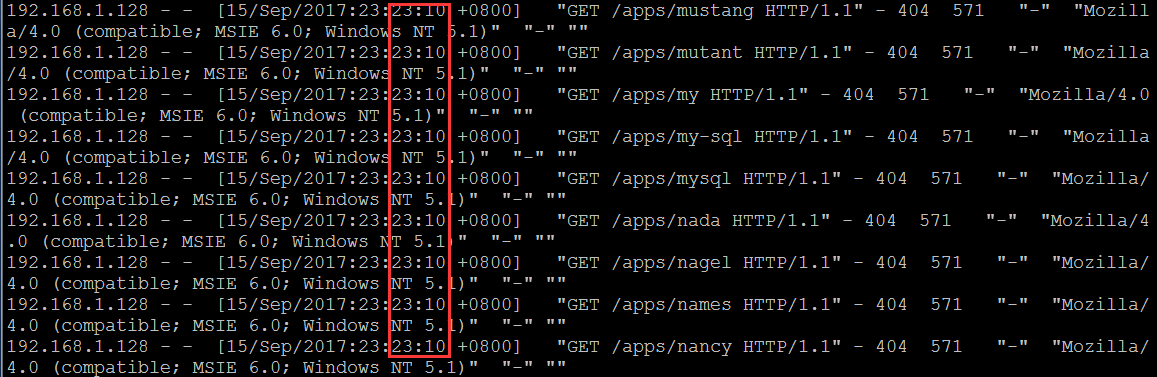 192.168.1.128 - - [15/Sep/2017:23:23:10 +0800] "GET /apps/mustang HTTP/1.1" - 404 571 "-" "Mozill
a/4.0 (compatible; MSIE 6.0; Windows NT 5.1)" "-" ""
192.168.1.128 - - [15/Sep/2017:23:23:10 +0800] "GET /apps/mutant HTTP/1.1" - 404 571 "-" "Mozilla
/4.0 (compatible; MSIE 6.0; Windows NT 5.1)" "-" ""
192.168.1.128 - - [15/Sep/2017:23:23:10 +0800] "GET /apps/my HTTP/1.1" - 404 571 "-" "Mozilla/4.0
(compatible; MSIE 6.0; Windows NT 5.1)" "-" ""
192.168.1.128 - - [15/Sep/2017:23:23:10 +0800] "GET /apps/my-sql HTTP/1.1" - 404 571 "-" "Mozilla
/4.0 (compatible; MSIE 6.0; Windows NT 5.1)" "-" ""
192.168.1.128 - - [15/Sep/2017:23:23:10 +0800] "GET /apps/mysql HTTP/1.1" - 404 571 "-" "Mozilla/
4.0 (compatible; MSIE 6.0; Windows NT 5.1)" "-" ""
192.168.1.128 - - [15/Sep/2017:23:23:10 +0800] "GET /apps/nada HTTP/1.1" - 404 571 "-" "Mozilla/4
.0 (compatible; MSIE 6.0; Windows NT 5.1)" "-" ""
192.168.1.128 - - [15/Sep/2017:23:23:10 +0800] "GET /apps/nagel HTTP/1.1" - 404 571 "-" "Mozilla/
4.0 (compatible; MSIE 6.0; Windows NT 5.1)" "-" ""
192.168.1.128 - - [15/Sep/2017:23:23:10 +0800] "GET /apps/names HTTP/1.1" - 404 571 "-" "Mozilla/
4.0 (compatible; MSIE 6.0; Windows NT 5.1)" "-" ""
192.168.1.128 - - [15/Sep/2017:23:23:10 +0800] "GET /apps/nancy HTTP/1.1" - 404 571 "-" "Mozilla/
4.0 (compatible; MSIE 6.0; Windows NT 5.1)" "-" ""